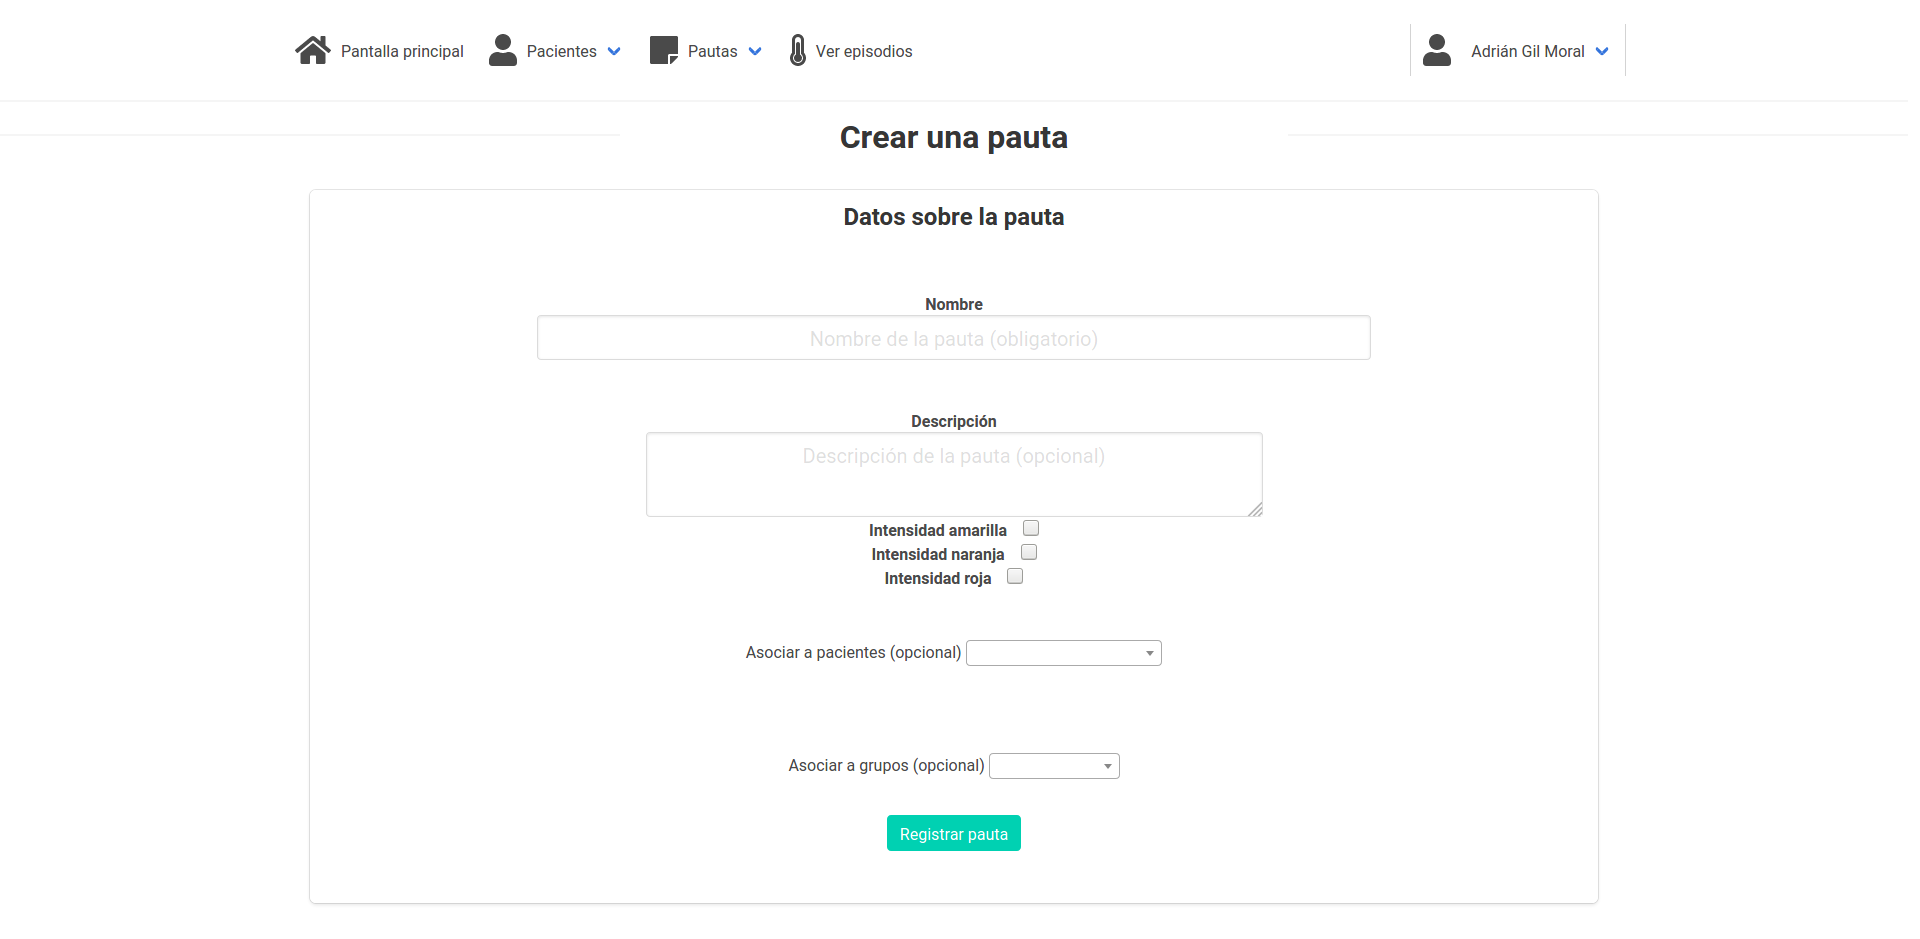 Pantalla principal Pacientes Pautas Ver episodios Adrián Gil Moral
Crear una pauta
Datos sobre la pauta
Nombre
Nombre de la pauta (obligatorio)
Descripción
Descripción de la pauta (opcional)
Intensidad amarilla
Intensidad naranja
Intensidad roja
Asociar a pacientes (opcional)
Asociar a grupos (opcional)
Registrar pauta